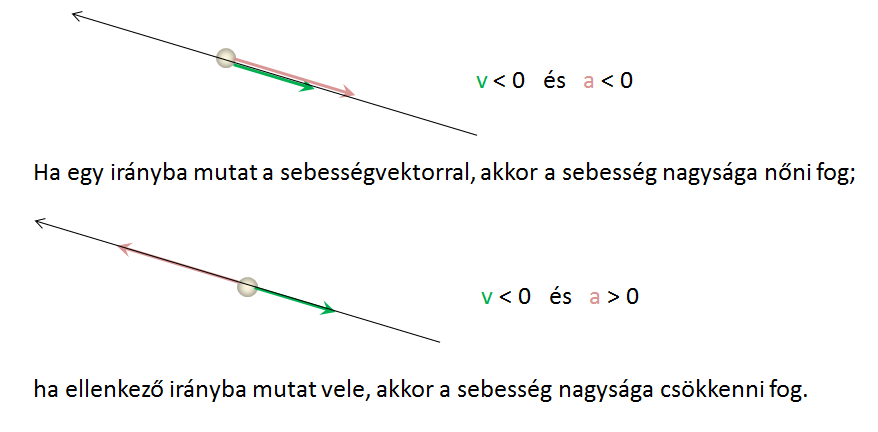 v < 0 és a < 0
Ha egy irányba mutat a sebességvektorral, akkor a sebesség nagysága nőni fog;
v < 0 és a > 0
ha ellenkező irányba mutat vele, akkor a sebesség nagysága csökkenni fog.